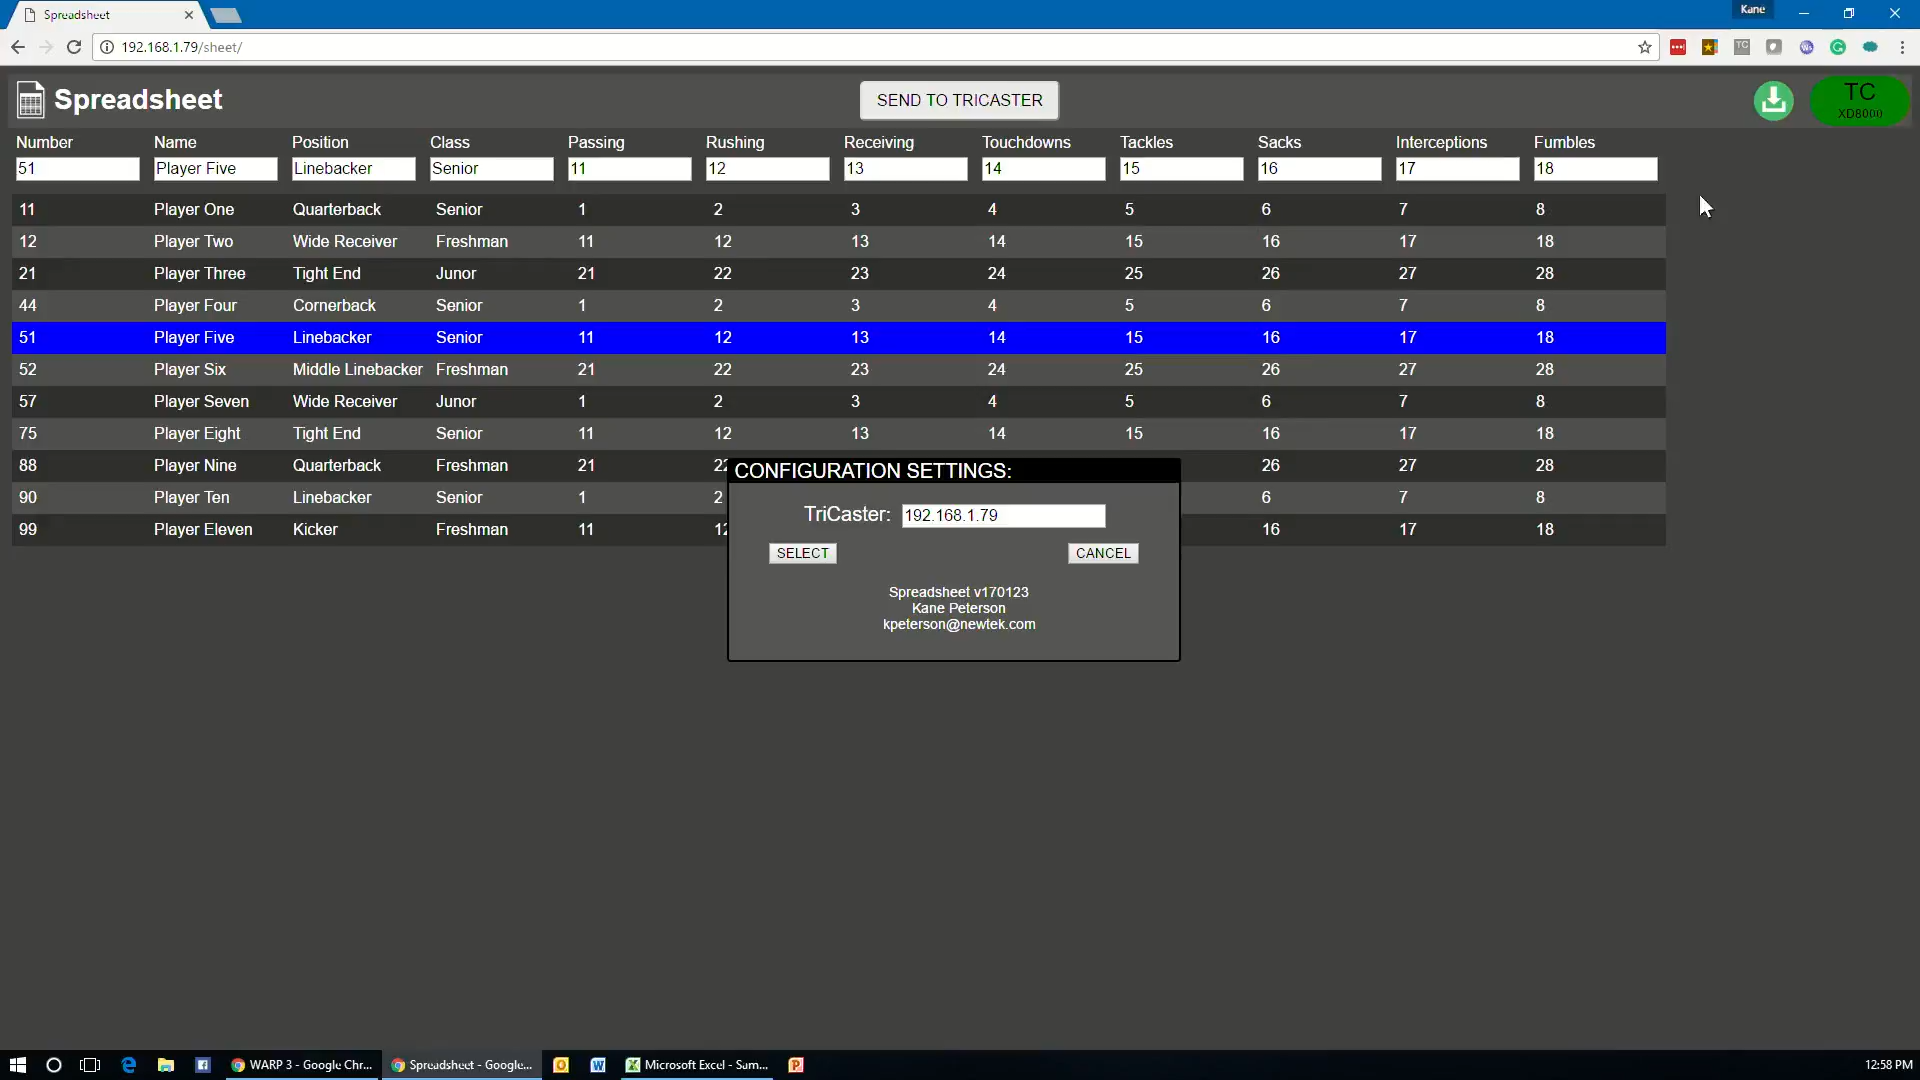 Spreadsheet
Kane
192.168.1.79/sheet/
Spreadsheet
SEND TO TRICASTER
TC
XD8000
Number Name Position Class Passing Rushing Receiving Touchdowns Tackles Sacks Interceptions Fumbles
51 Player Five Linebacker Senior 11 12 13 14 15 16 17 18
11 Player One Quarterback Senior 1 2 3 4 5 6 7 8
12 Player Two Wide Receiver Freshman 11 12 13 14 15 16 17 18
21 Player Three Tight End Junor 21 22 23 24 25 26 27 28
44 Player Four Cornerback Senior 1 2 3 4 5 6 7 8
51 Player Five Linebacker Senior 11 12 13 14 15 16 17 18
52 Player Six Middle Linebacker Freshman 21 22 23 24 25 26 27 28
57 Player Seven Wide Receiver Junor 1 2 3 4 5 6 7 8
75 Player Eight Tight End Senior 11 12 13 14 15 16 17 18
88 Player Nine Quarterback Freshman 21 22 26 27 28
90 Player Ten Linebacker Senior 1 2 6 7 8
99 Player Eleven Kicker Freshman 11 12 16 17 18
CONFIGURATION SETTINGS:
TriCaster: 192.168.1.79
SELECT CANCEL
Spreadsheet v170123
Kane Peterson
kpeterson@newtek.com
WARP 3 - Google Chr... Spreadsheet - Google... Microsoft Excel - Sam... 12:58 PM